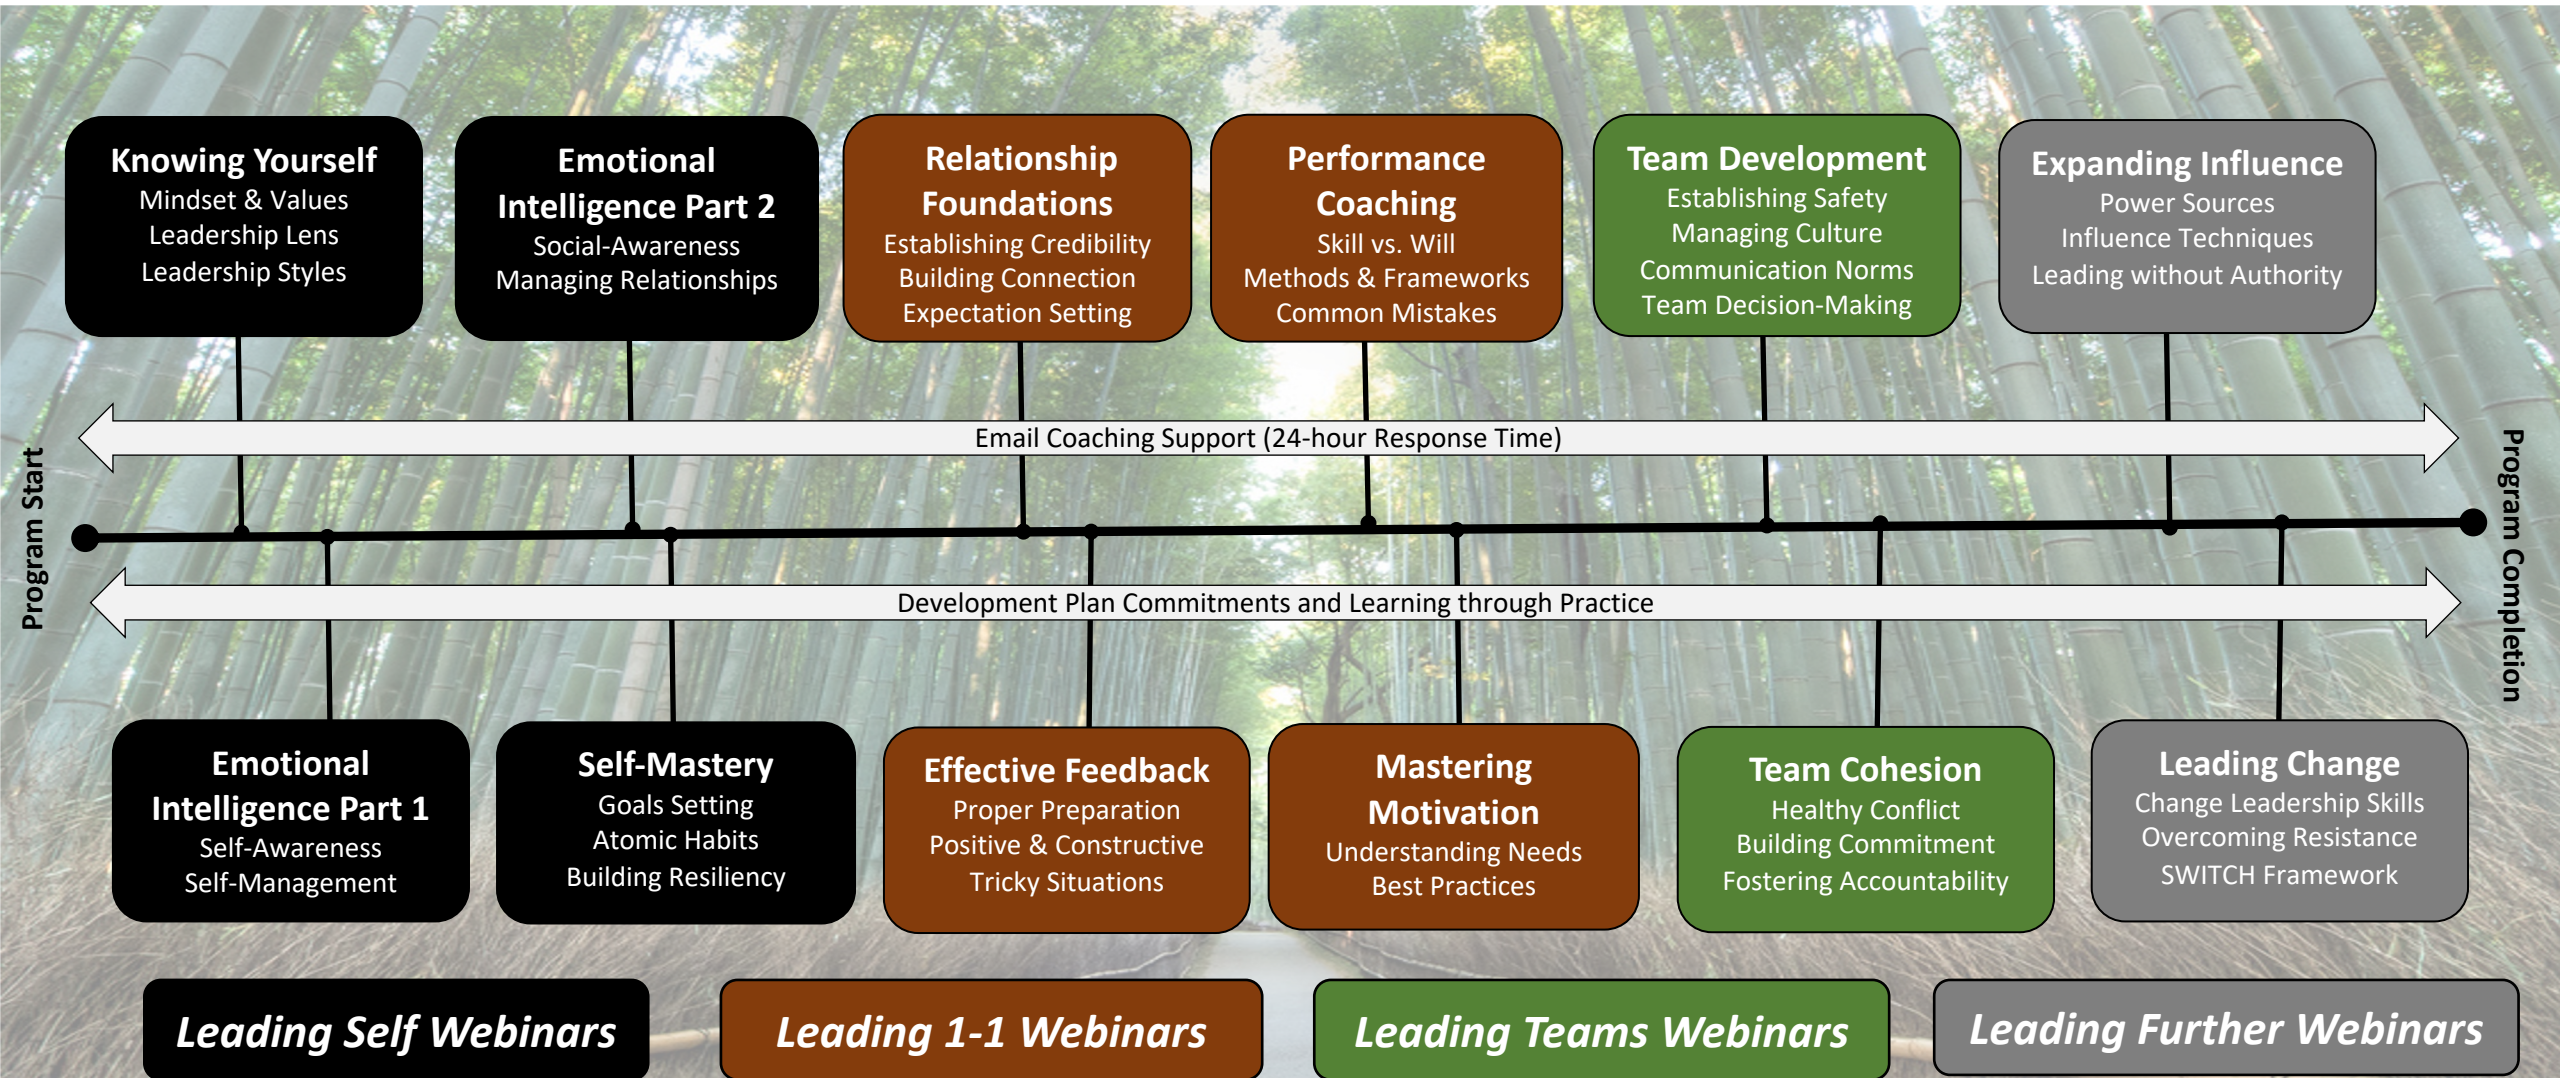 Knowing Yourself
Mindset & Values
Leadership Lens
Leadership Styles
Emotional
Intelligence Part 2
Social-Awareness
Managing Relationships
Relationship
Foundations
Establishing Credibility
Building Connection
Expectation Setting
Performance
Coaching
Skill vs. Will
Methods & Frameworks
Common Mistakes
Team Development
Establishing Safety
Managing Culture
Communication Norms
Team Decision-Making
Expanding Influence
Power Sources
Influence Techniques
Leading without Authority
Email Coaching Support (24-hour Response Time)
Program Start
Program Completion
Development Plan Commitments and Learning through Practice
Emotional
Intelligence Part 1
Self-Awareness
Self-Management
Self-Mastery
Goals Setting
Atomic Habits
Building Resiliency
Effective Feedback
Proper Preparation
Positive & Constructive
Tricky Situations
Mastering
Motivation
Understanding Needs
Best Practices
Team Cohesion
Healthy Conflict
Building Commitment
Fostering Accountability
Leading Change
Change Leadership Skills
Overcoming Resistance
SWITCH Framework
Leading Self Webinars
Leading 1-1 Webinars
Leading Teams Webinars
Leading Further Webinars